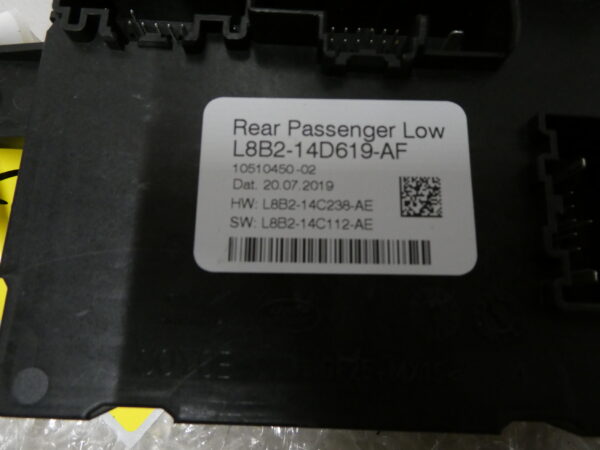 Rear Passenger Low
L8B2-14D619-AF
10510450-02
Dat. 20.07.2019
HW: L8B2-14C238-AE
SW: L8B2-14C112-AE